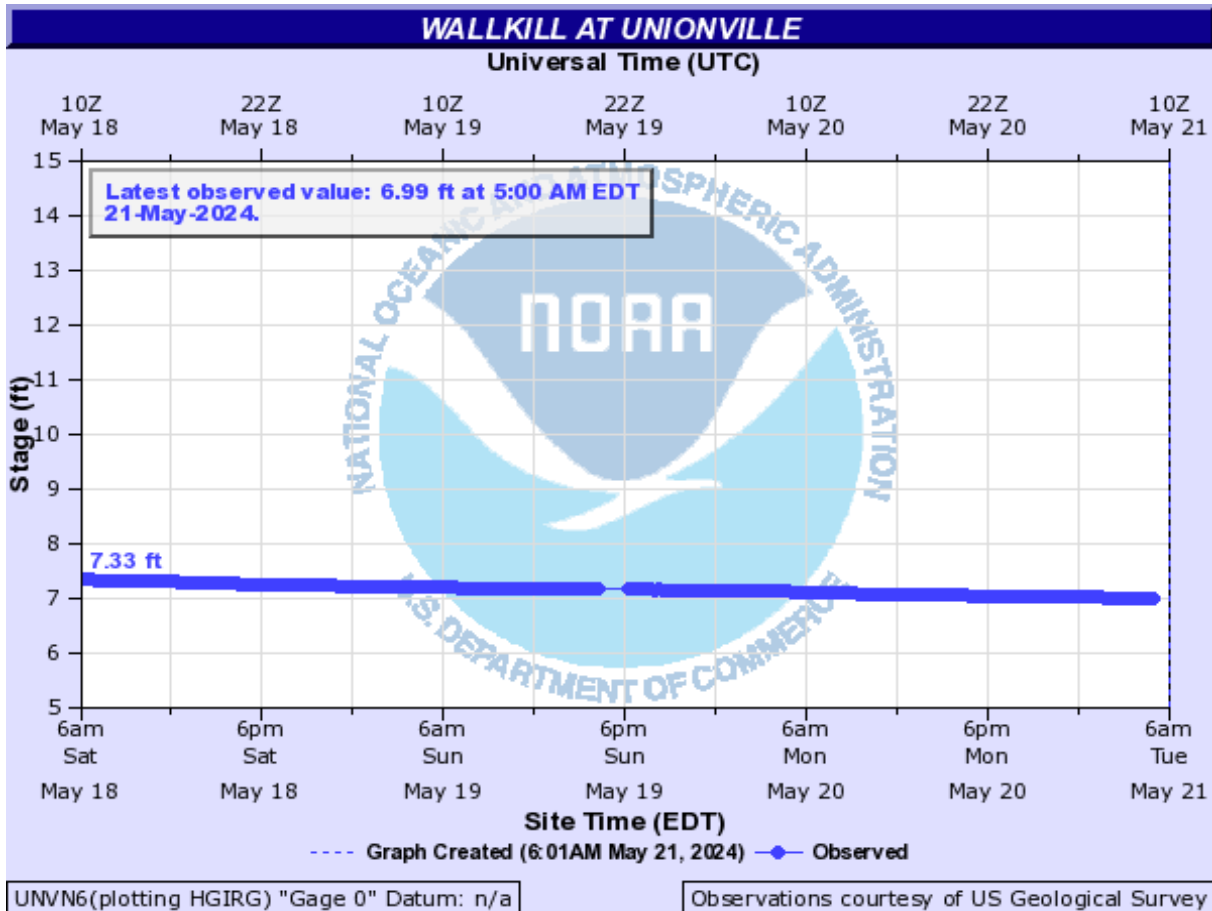 WALLKILL AT UNIONVILLE
Universal Time (UTC)
10Z 22Z 10Z 22Z 10Z 22Z 10Z
May 18 May 18 May 19 May 19 May 20 May 20 May 21
Latest observed value: 6.99 ft at 5:00 AM EDT
21-May-2024.
NATIONAL OCEANIC AND ATMOSPHERIC ADMINISTRATION
NOAA
U.S. DEPARTMENT OF COMMERCE
Stage (ft)
15
14
13
12
11
10
9
8
7
6
5
7.33 ft
6am 6pm 6am 6pm 6am 6pm 6am
Sat Sat Sun Sun Mon Mon Tue
May 18 May 18 May 19 May 19 May 20 May 20 May 21
Site Time (EDT)
Graph Created (6:01AM May 21, 2024) Observed
UNVN6(plotting HGIRG) "Gage 0" Datum: n/a
Observations courtesy of US Geological Survey